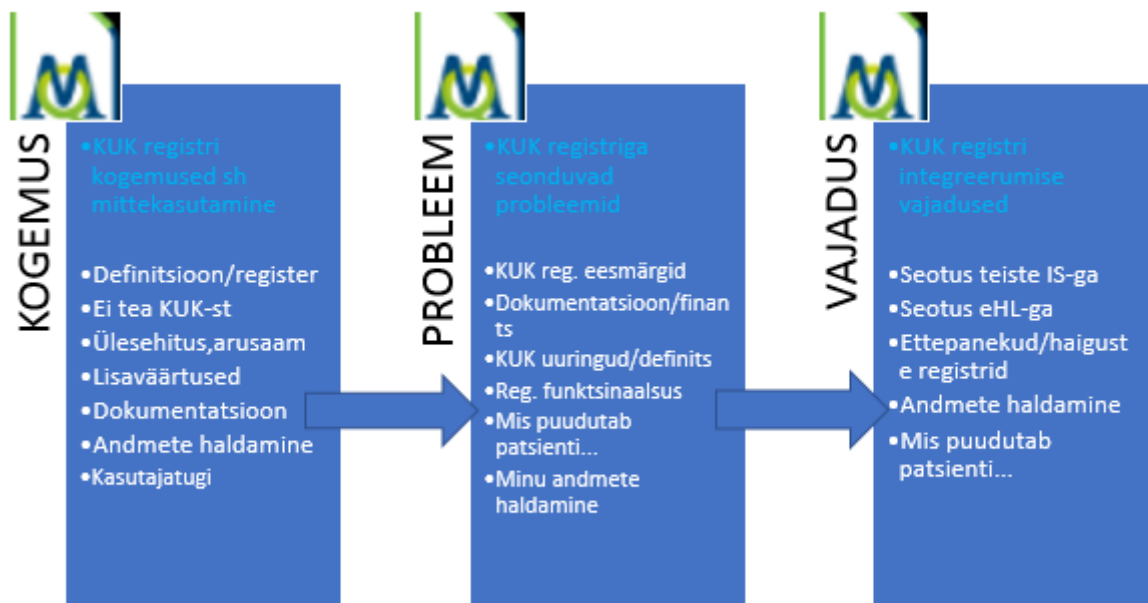 KOGEMUS
•KUK registri
kogemused sh
mittekasutamine
•Definitsioon/register
•Ei tea KUK-st
•Ülesehitus,arusaam
•Lisaväärtused
•Dokumentatsioon
•Andmete haldamine
•Kasutajatugi
PROBLEEM
•KUK registriga
seonduvad
probleemid
•KUK reg. eesmärgid
•Dokumentatsioon/finan
ts
•KUK uuringud/definits
•Reg. funktsinaalsus
•Mis puudutab
patsienti...
•Minu andmete
haldamine
VAJADUS
•KUK registri
integreerumise
vajadused
•Seotus teiste IS-ga
•Seotus eHL-ga
•Ettepanekud/haigust
e registrid
•Andmete haldamine
•Mis puudutab
patsienti...